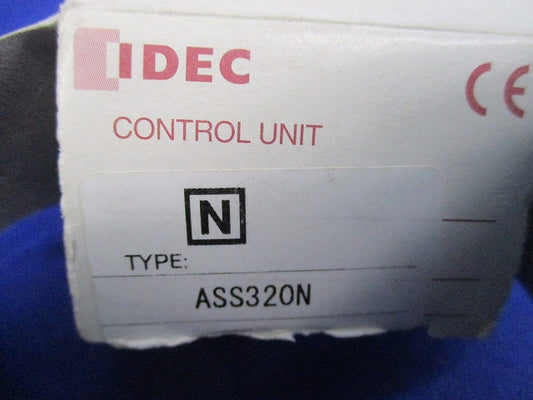 IDEC
CE
CONTROL UNIT
N
TYPE:
ASS320N